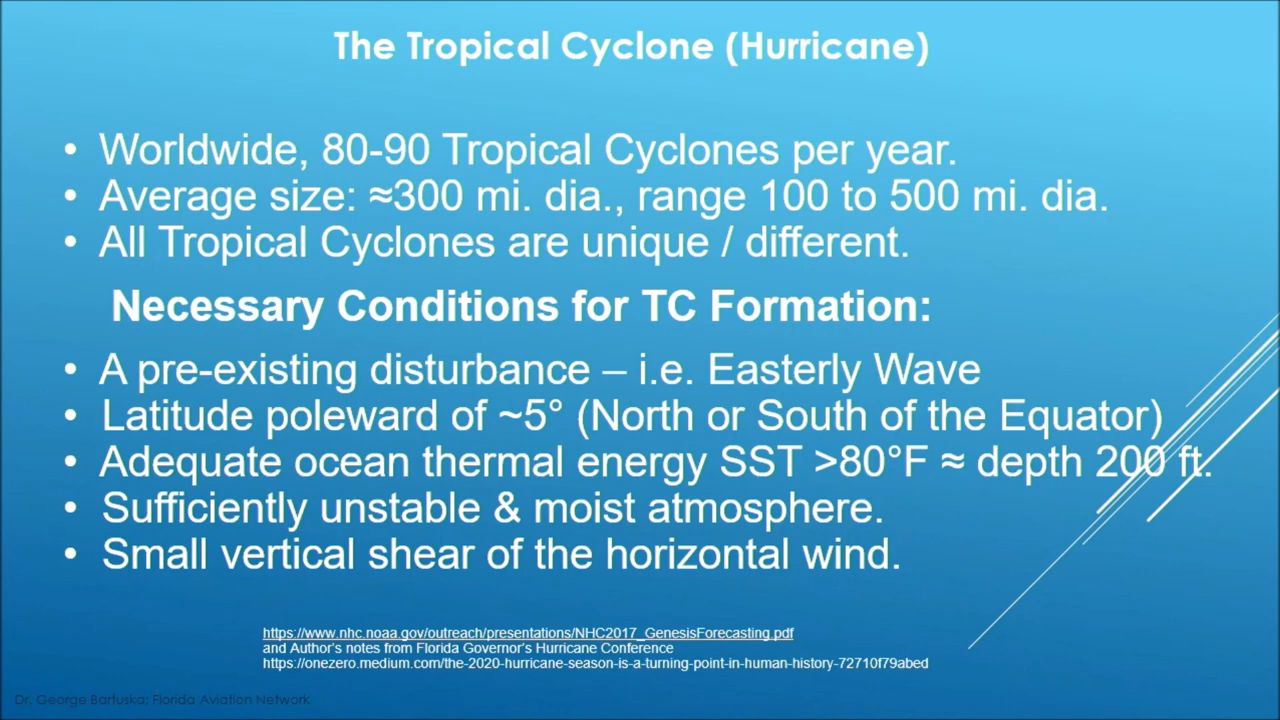 The Tropical Cyclone (Hurricane)
• Worldwide, 80-90 Tropical Cyclones per year.
• Average size: ≈300 mi. dia., range 100 to 500 mi. dia.
• All Tropical Cyclones are unique / different.
Necessary Conditions for TC Formation:
• A pre-existing disturbance – i.e. Easterly Wave
• Latitude poleward of ~5° (North or South of the Equator)
• Adequate ocean thermal energy SST >80°F ≈ depth 200 ft.
• Sufficiently unstable & moist atmosphere.
• Small vertical shear of the horizontal wind.
https://www.nhc.noaa.gov/outreach/presentations/NHC2017_GenesisForecasting.pdf
and Author's notes from Florida Governor's Hurricane Conference
https://onezero.medium.com/the-2020-hurricane-season-is-a-turning-point-in-human-history-72710f79abed
Dr. George Bartuska; Florida Aviation Network